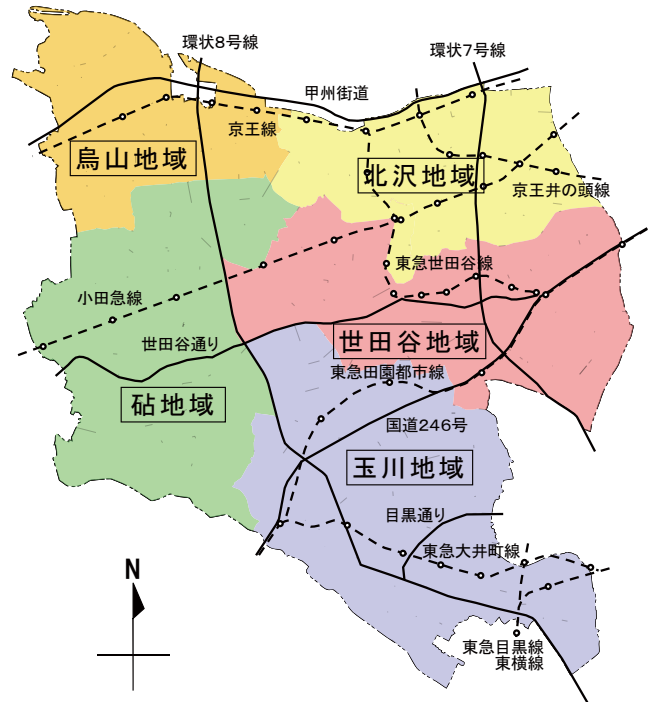 環状8号線
環状7号線
甲州街道
京王線
烏山地域
北沢地域
京王井の頭線
東急世田谷線
小田急線
世田谷通り
世田谷地域
東急田園都市線
砧地域
国道246号
玉川地域
目黒通り
東急大井町線
N
東急目黒線
東横線